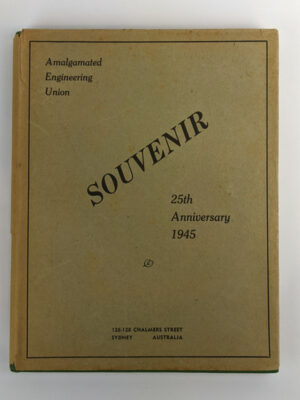 Amalgamated
Engineering
Union
SOUVENIR
25th
Anniversary
1945
126-128 CHALMERS STREET
SYDNEY AUSTRALIA